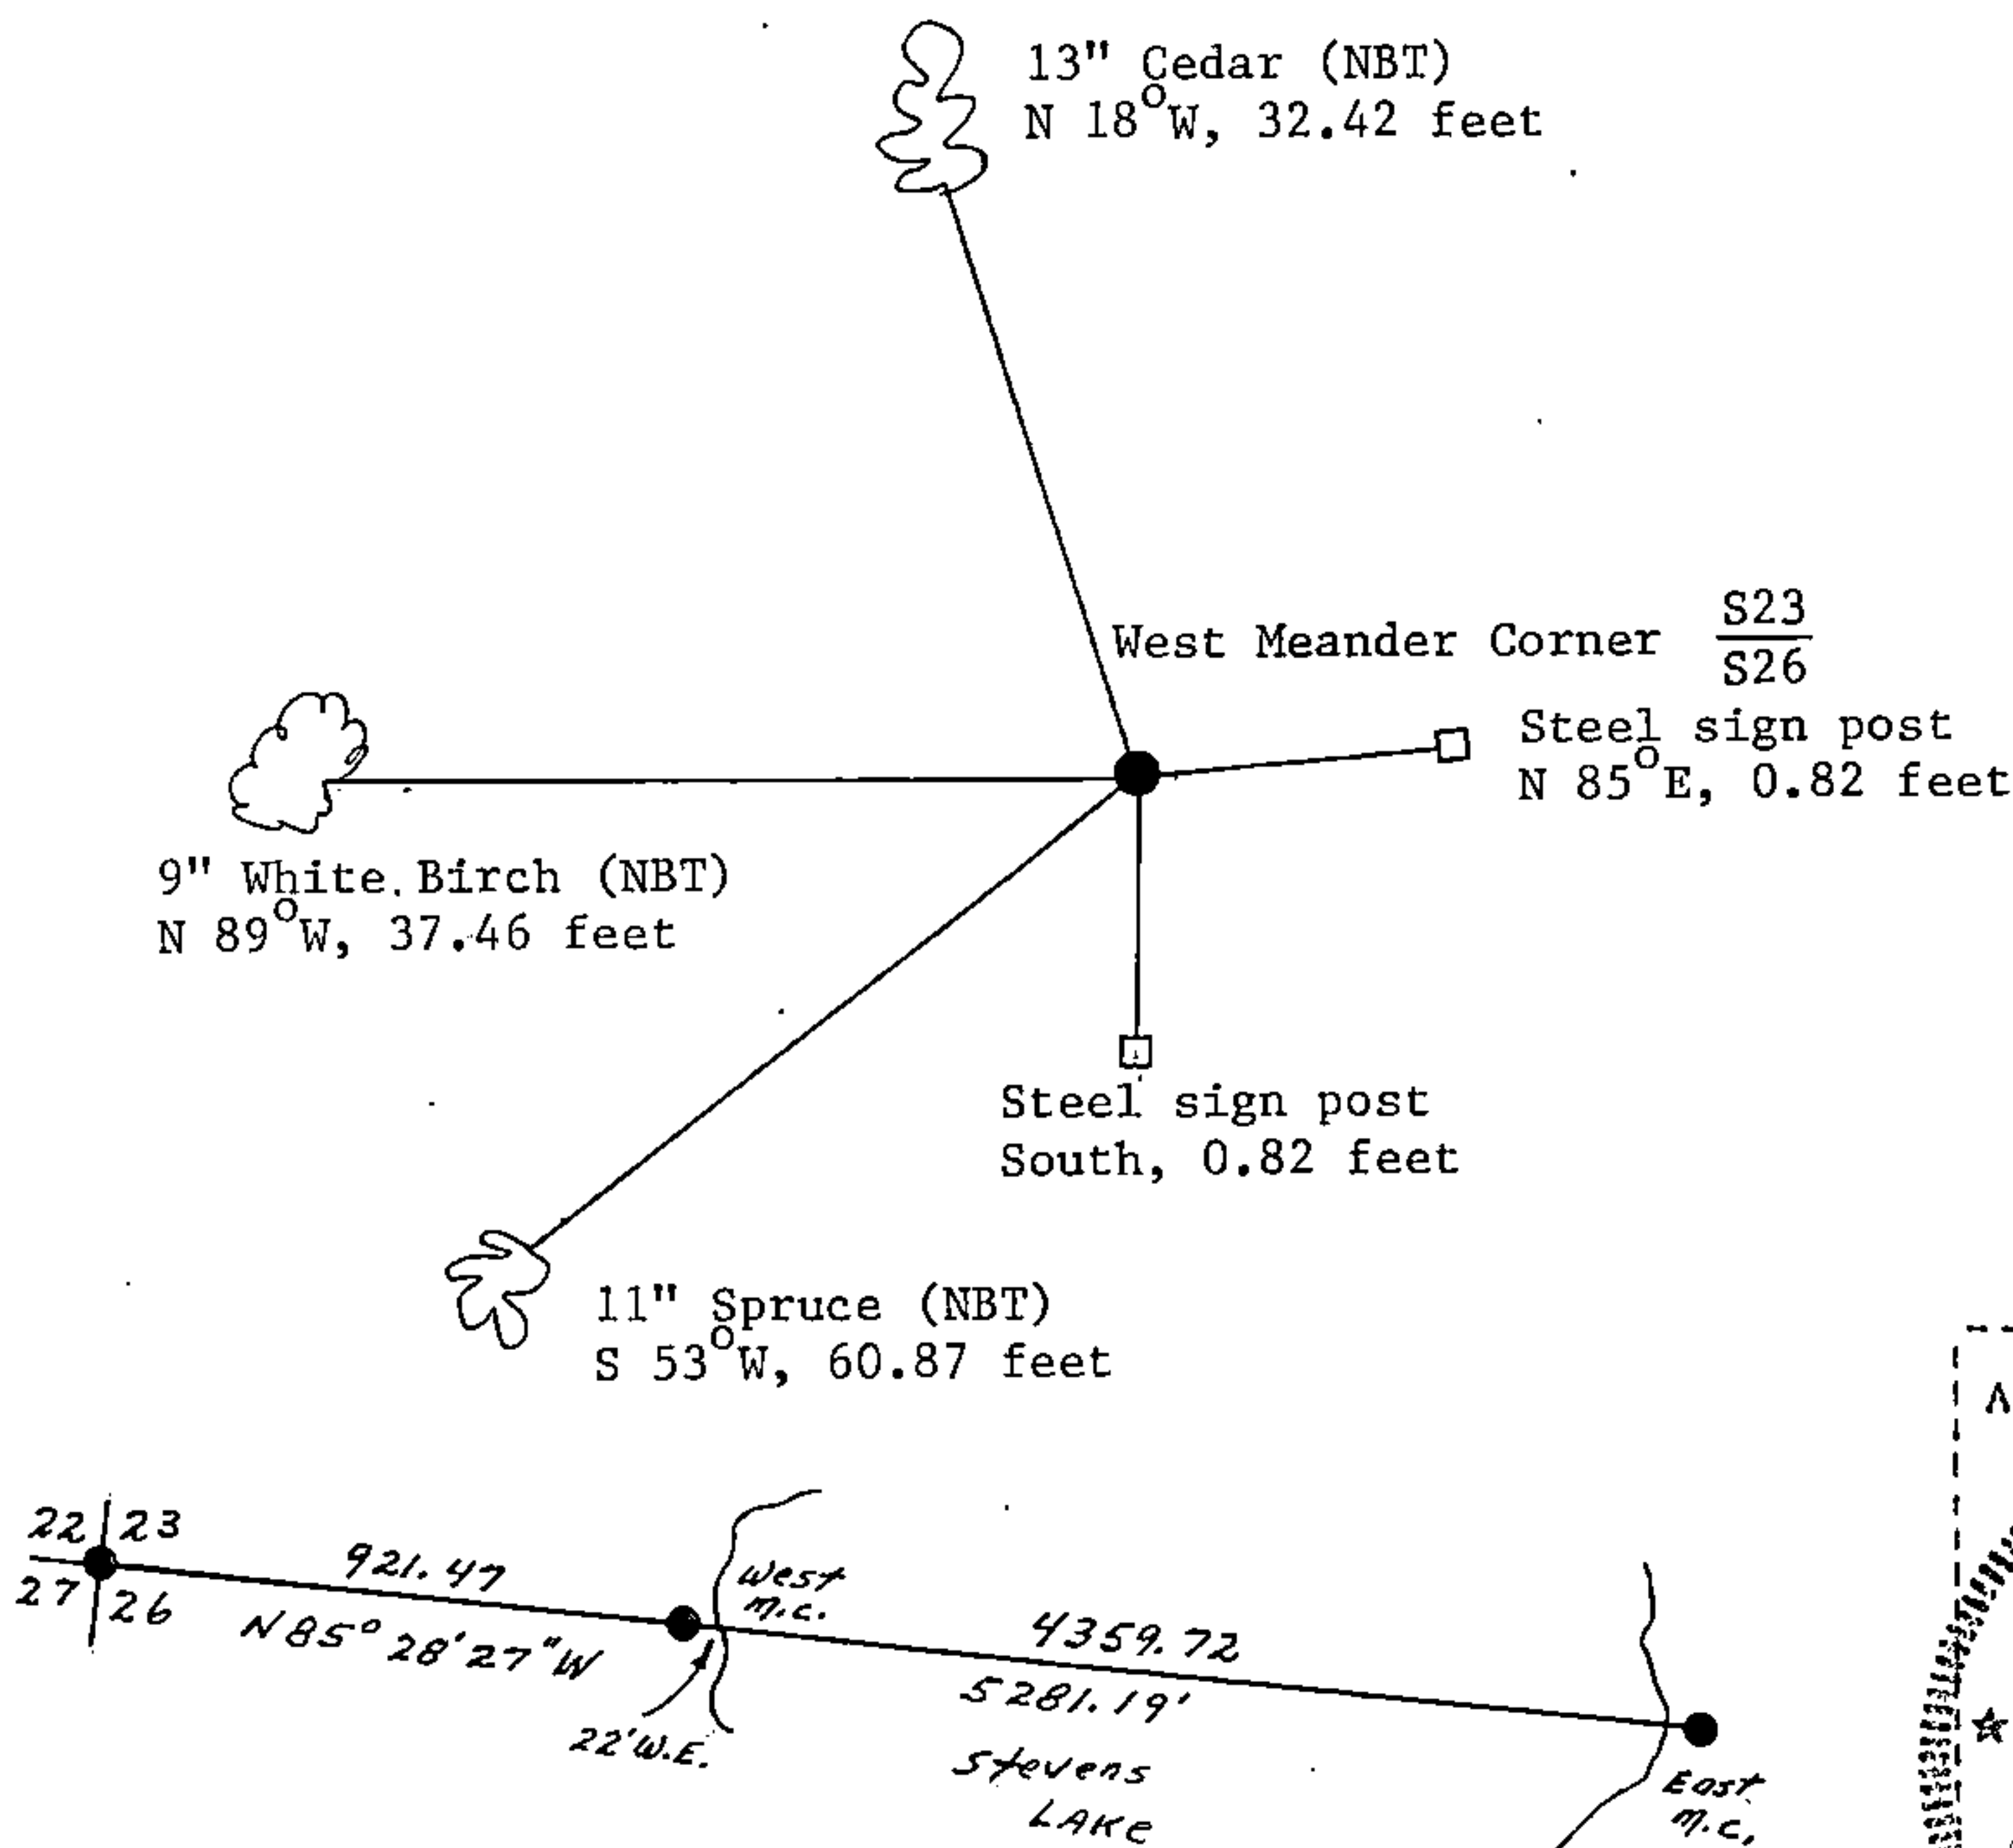 13" Cedar (NBT)
N 18°W, 32.42 feet
West Meander Corner S23
S26
Steel sign post
N 85°E, 0.82 feet
9" White Birch (NBT)
N 89°W, 37.46 feet
Steel sign post
South, 0.82 feet
11" Spruce (NBT)
S 53°W, 60.87 feet
22 23
27 26
921.47
N85°28'27"W
West
m.c.
22'W.E.
4359.72
5281.19'
Stevens
LAKe
East
m.c.